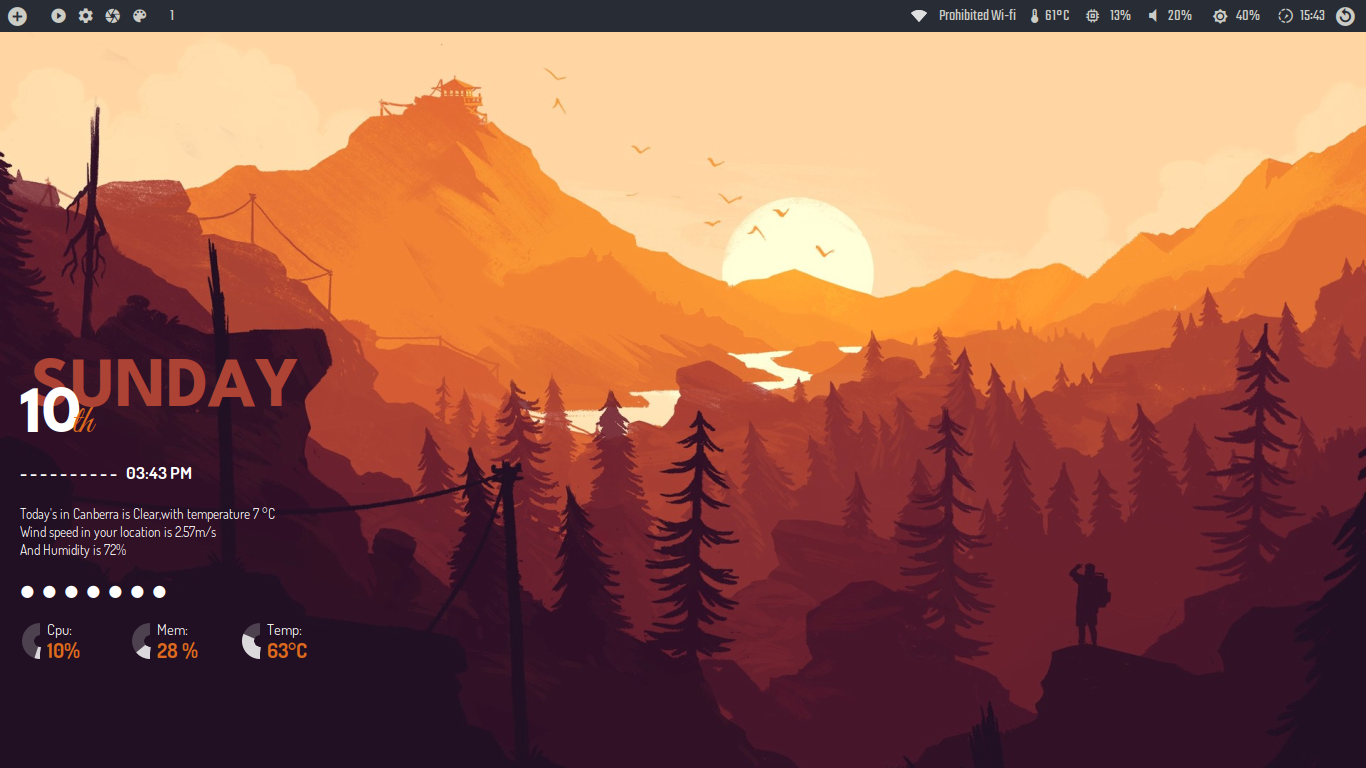 1 Prohibited Wi-fi 61°C 13% 20% 40% 15:43
SUNDAY
10th
---------- 03:43 PM
Today's in Canberra is Clear,with temperature 7 °C
Wind speed in your location is 2.57m/s
And Humidity is 72%
Cpu: Mem: Temp:
10% 28 % 63°C